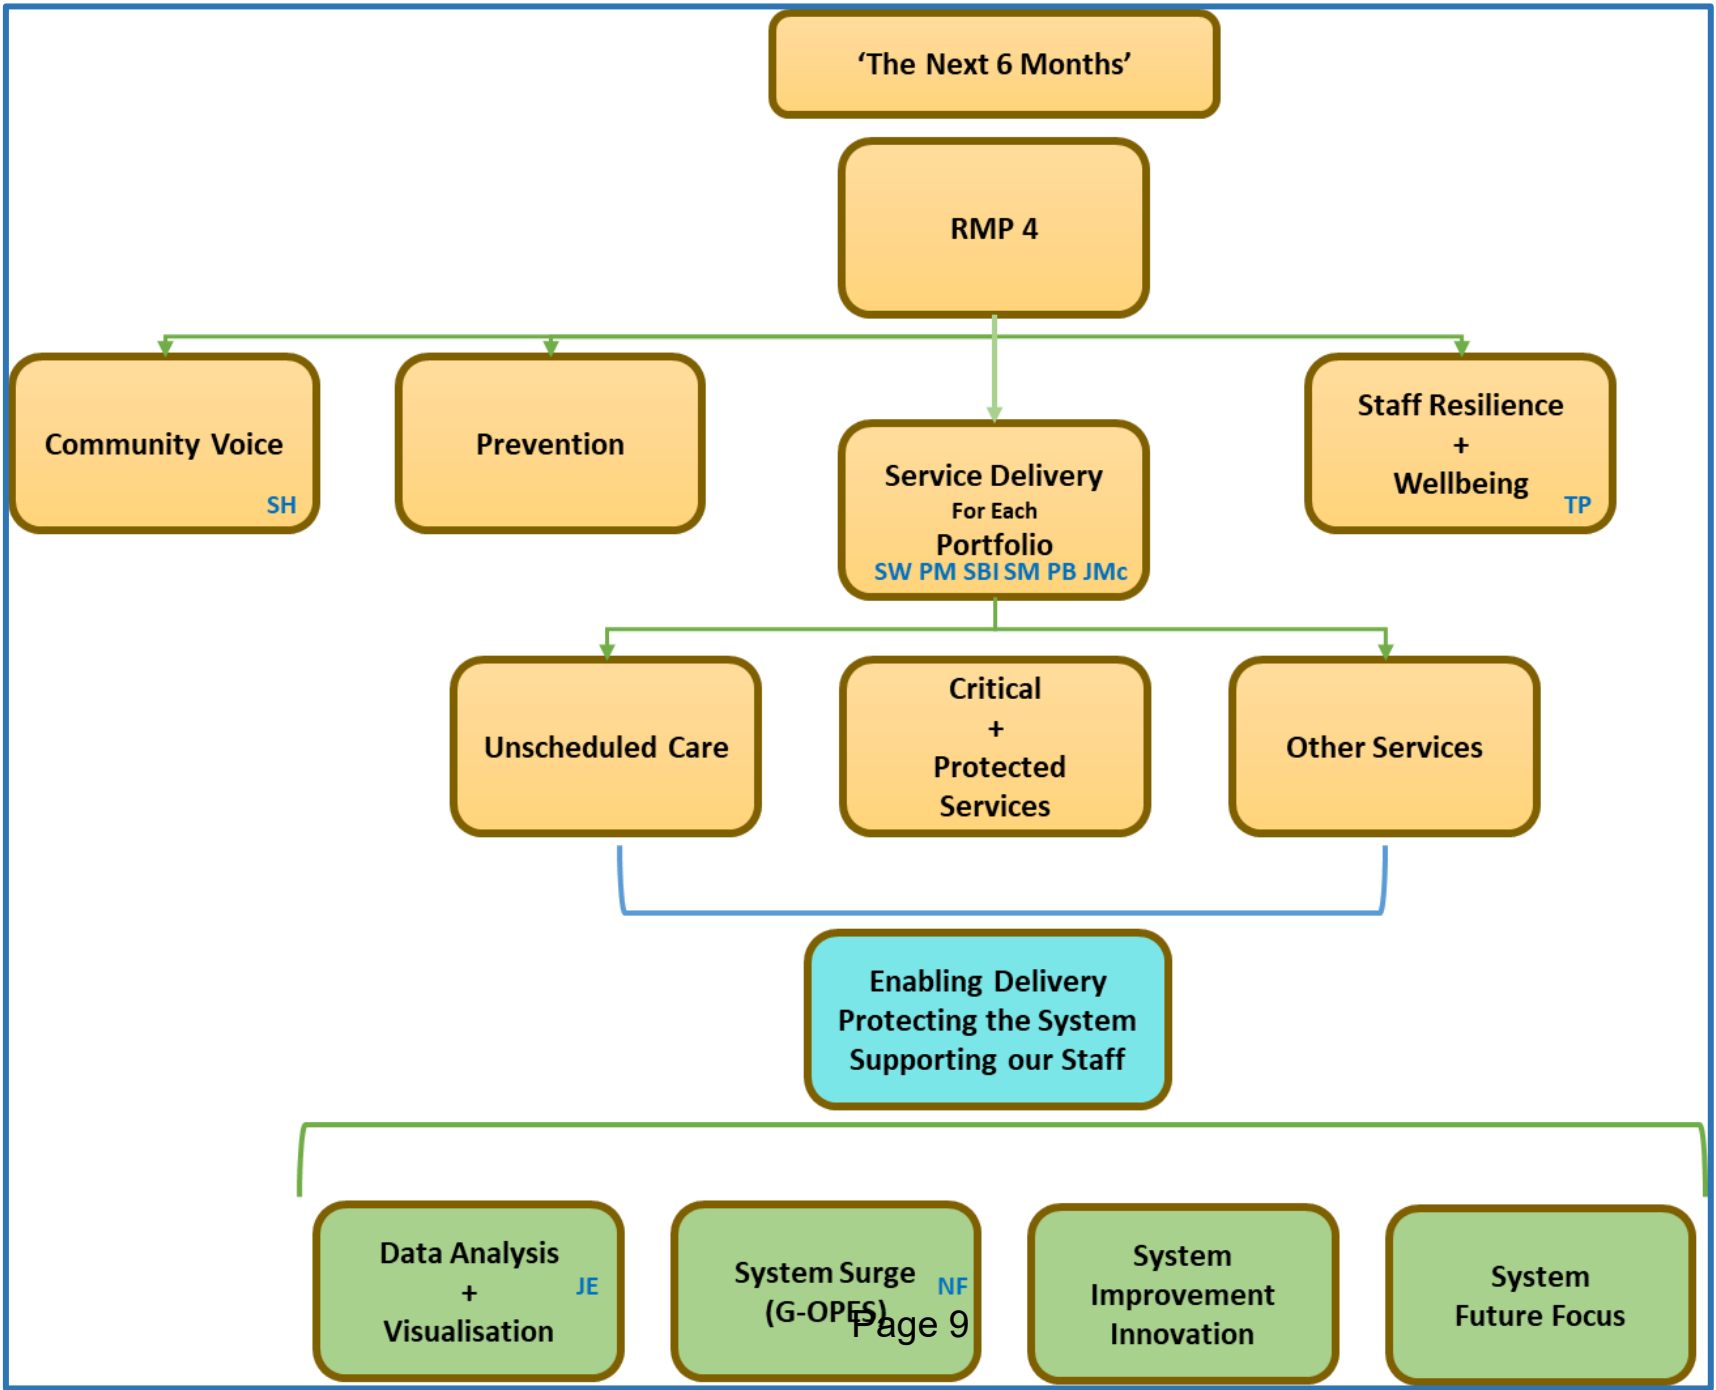 ‘The Next 6 Months’
RMP 4
Community Voice
SH
Prevention
Service Delivery
For Each
Portfolio
SW PM SBI SM PB JMc
Staff Resilience
+
Wellbeing
TP
Unscheduled Care
Critical
+
Protected
Services
Other Services
Enabling Delivery
Protecting the System
Supporting our Staff
Data Analysis
+
Visualisation
JE
System Surge
(G-OPES)
NF
Page 9
System
Improvement
Innovation
System
Future Focus